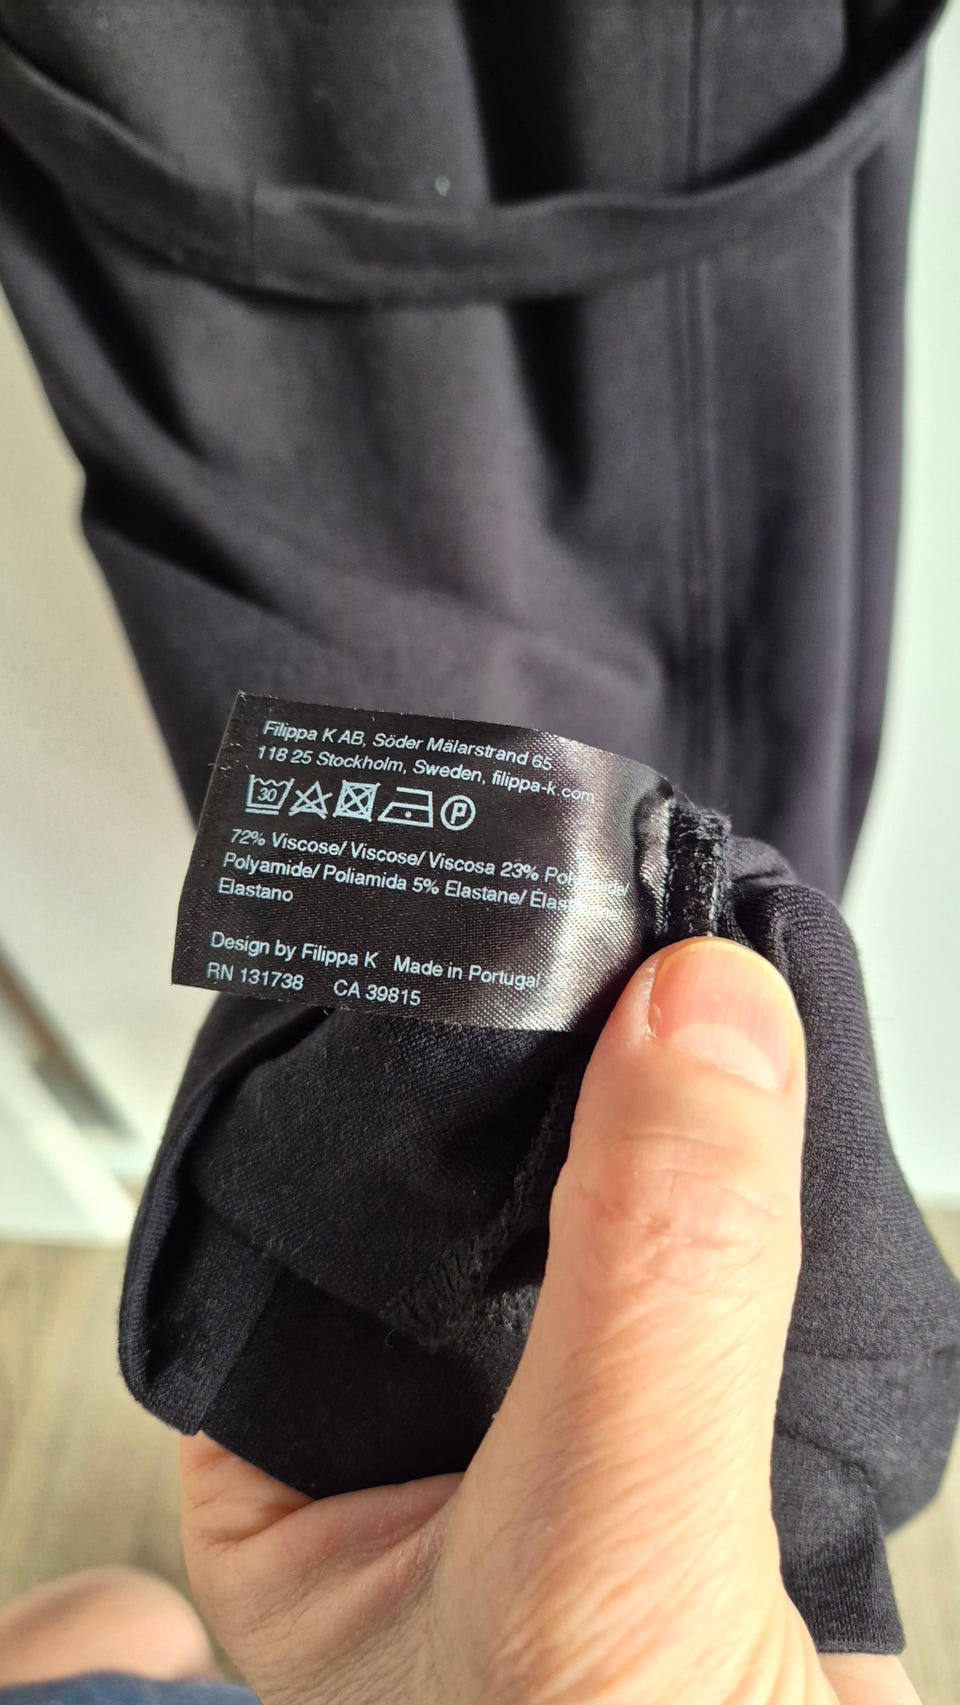 Filippa K AB, Söder Mälarstrand 65
118 25 Stockholm, Sweden, filippa-k.com
30 P
72% Viscose/ Viscose/ Viscosa 23%
Polyamide/ Poliamida 5% Elastane/
Elastano
Design by Filippa K Made in Portugal
RN 131738 CA 39815